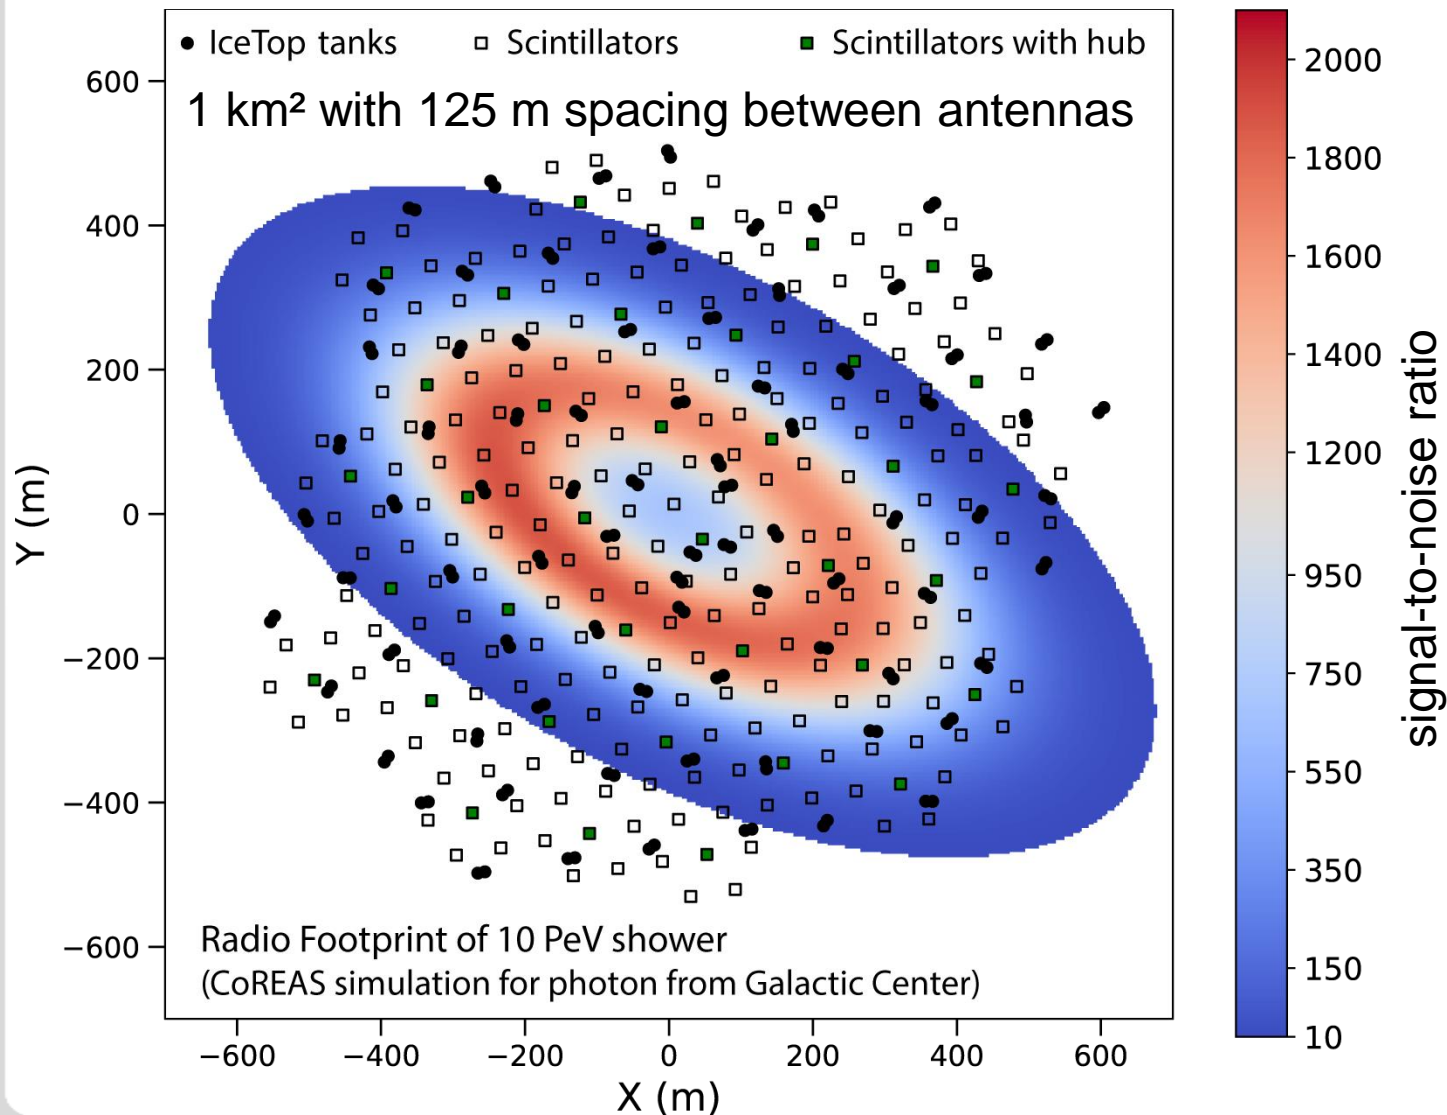 IceTop tanks Scintillators Scintillators with hub
1 km² with 125 m spacing between antennas
Radio Footprint of 10 PeV shower
(CoREAS simulation for photon from Galactic Center)
600
400
200
0
−200
−400
−600
Y (m)
−600 −400 −200 0 200 400 600
X (m)
2000
1800
1600
1400
1200
950
750
550
350
150
10
signal-to-noise ratio